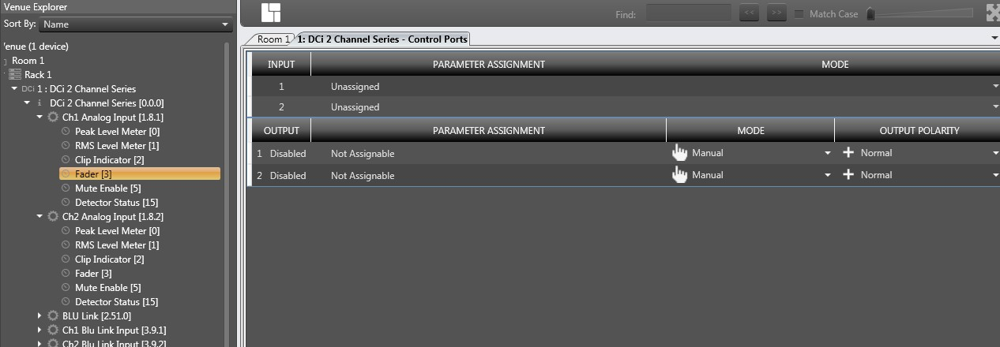 Venue Explorer
Sort By: Name
Find: << >> Match Case
'enue (1 device)
Room 1
Rack 1
DCi 1 : DCi 2 Channel Series
DCi 2 Channel Series [0.0.0]
Ch1 Analog Input [1.8.1]
Peak Level Meter [0]
RMS Level Meter [1]
Clip Indicator [2]
Fader [3]
Mute Enable [5]
Detector Status [15]
Ch2 Analog Input [1.8.2]
Peak Level Meter [0]
RMS Level Meter [1]
Clip Indicator [2]
Fader [3]
Mute Enable [5]
Detector Status [15]
BLU Link [2.51.0]
Ch1 Blu Link Input [3.9.1]
Ch2 Blu Link Input [3.9.2]
Room 1 1: DCi 2 Channel Series - Control Ports
INPUT PARAMETER ASSIGNMENT MODE
1 Unassigned
2 Unassigned
OUTPUT PARAMETER ASSIGNMENT MODE OUTPUT POLARITY
1 Disabled Not Assignable Manual Normal
2 Disabled Not Assignable Manual Normal